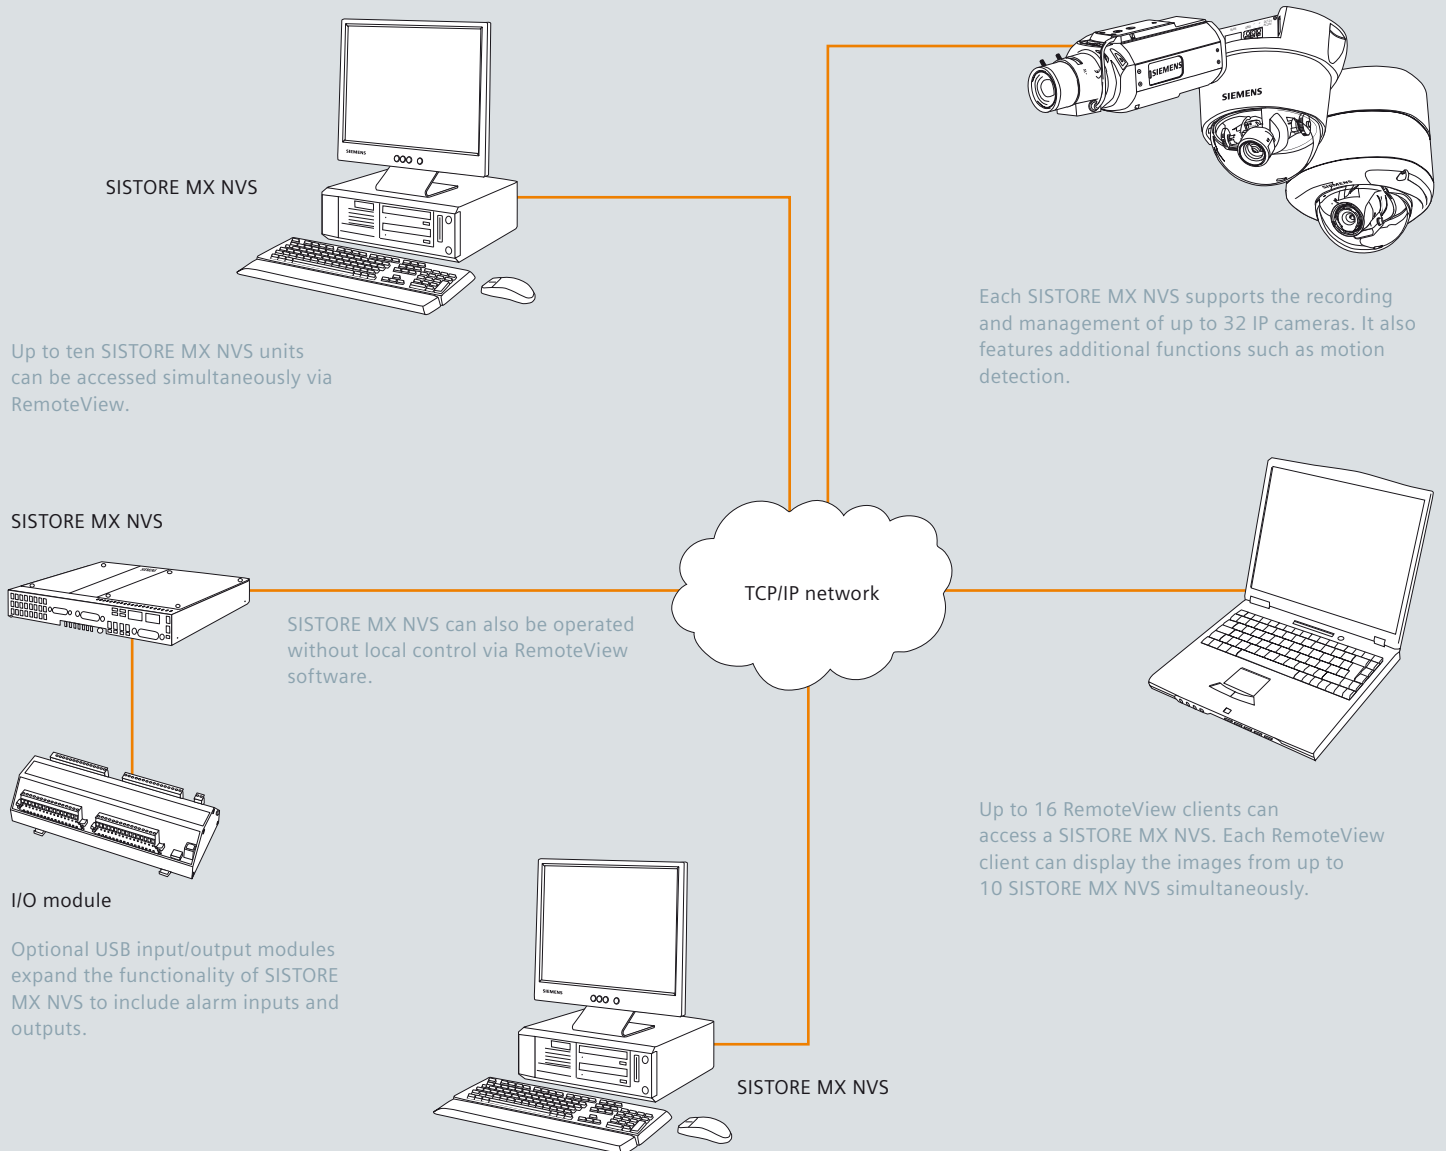 SIEMENS
SIEMENS
SIEMENS
SIEMENS
SISTORE MX NVS
Up to ten SISTORE MX NVS units
can be accessed simultaneously via
RemoteView.
Each SISTORE MX NVS supports the recording
and management of up to 32 IP cameras. It also
features additional functions such as motion
detection.
SISTORE MX NVS
SIEMENS
TCP/IP network
SISTORE MX NVS can also be operated
without local control via RemoteView
software.
I/O module
Optional USB input/output modules
expand the functionality of SISTORE
MX NVS to include alarm inputs and
outputs.
Up to 16 RemoteView clients can
access a SISTORE MX NVS. Each RemoteView
client can display the images from up to
10 SISTORE MX NVS simultaneously.
SIEMENS
SISTORE MX NVS